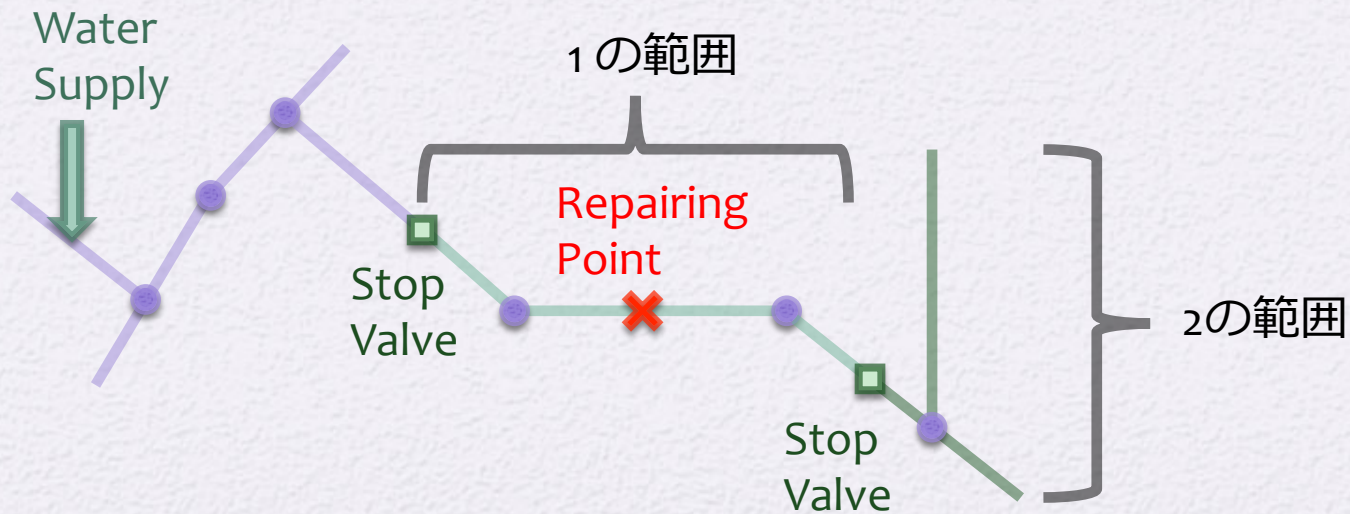 Water
Supply
1の範囲
Repairing
Point
Stop
Valve
2の範囲
Stop
Valve